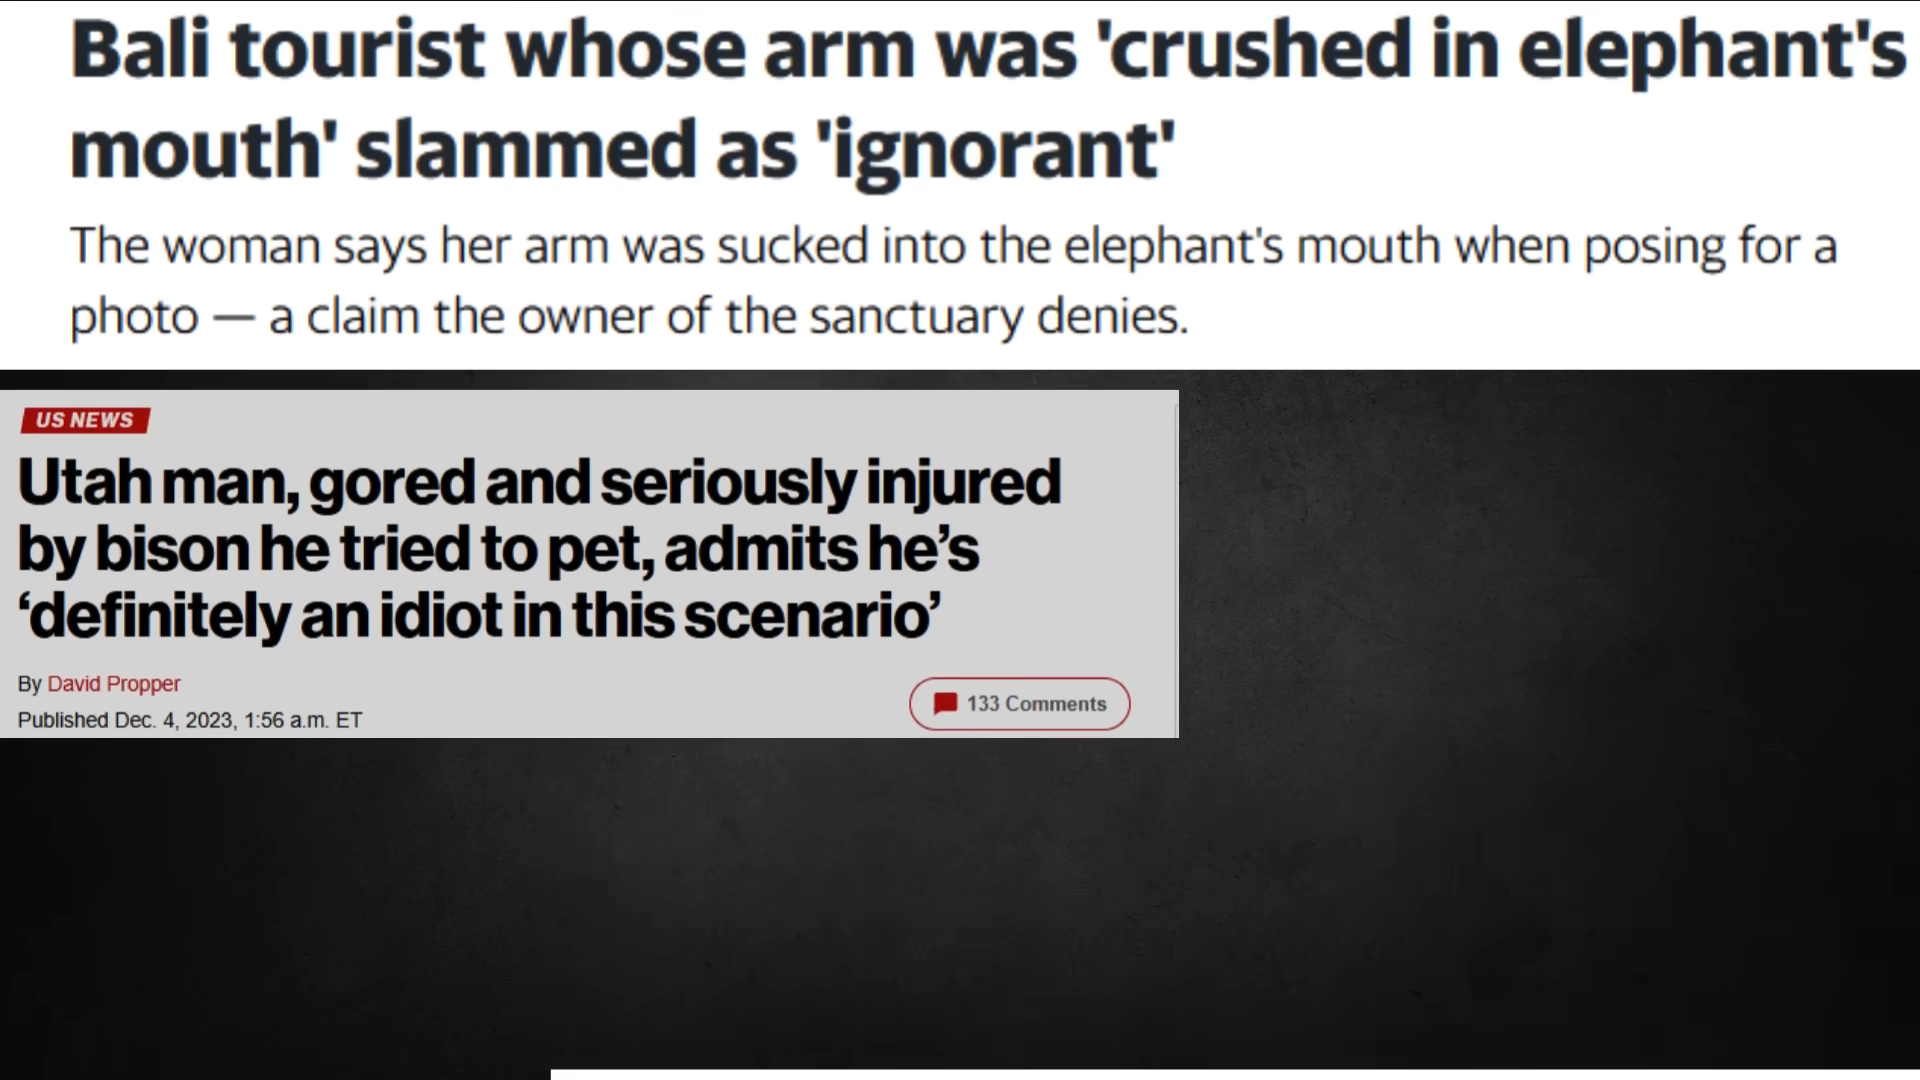 Bali tourist whose arm was 'crushed in elephant's
mouth' slammed as 'ignorant'
The woman says her arm was sucked into the elephant's mouth when posing for a
photo — a claim the owner of the sanctuary denies.
US NEWS
Utah man, gored and seriously injured
by bison he tried to pet, admits he’s
‘definitely an idiot in this scenario’
By David Propper
Published Dec. 4, 2023, 1:56 a.m. ET
133 Comments